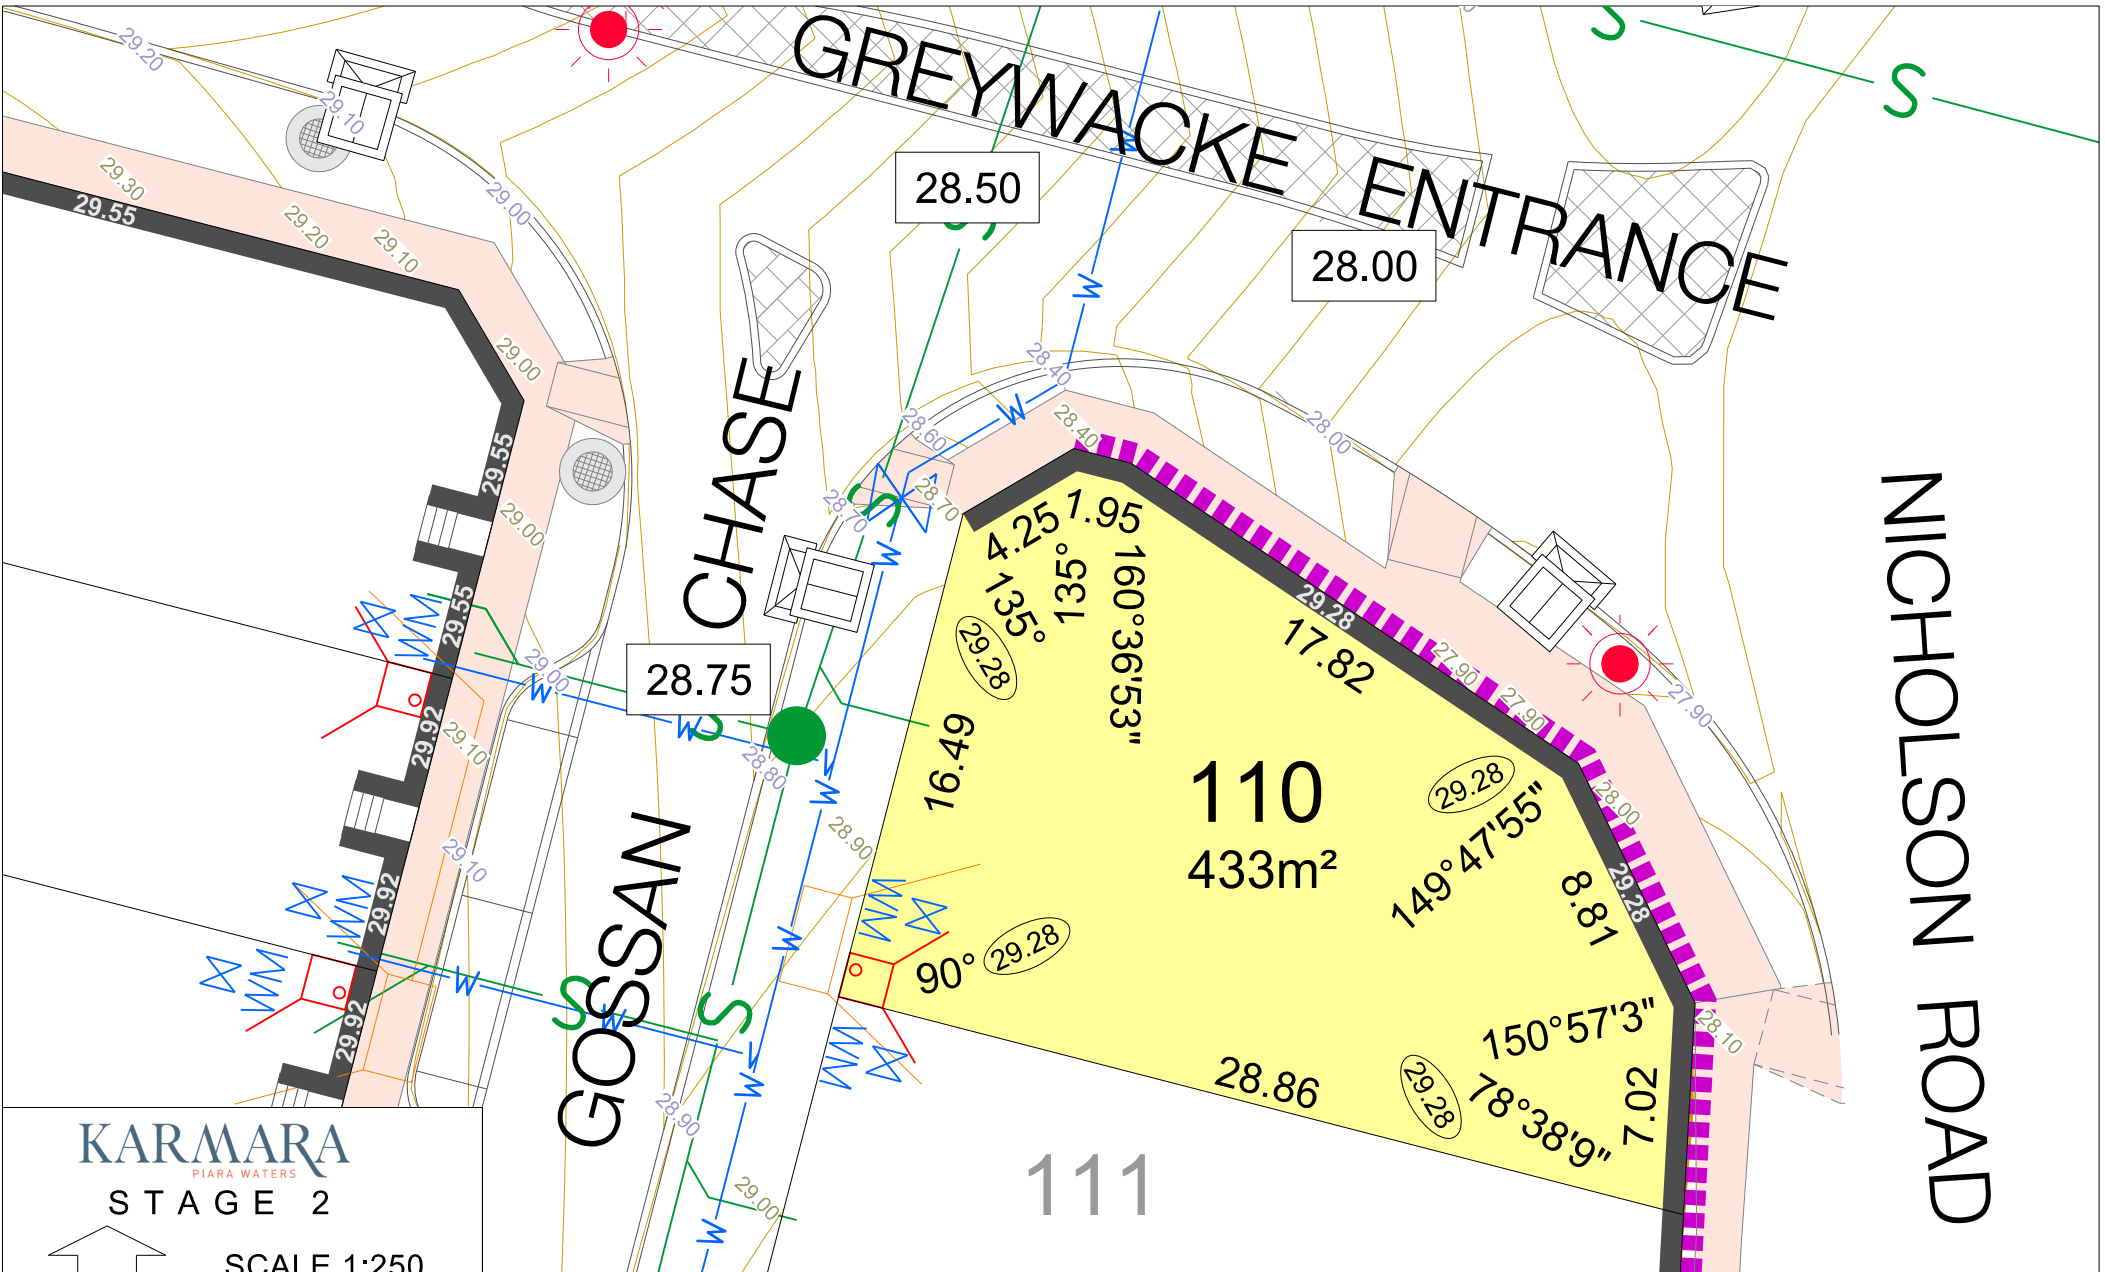 GREYWACKE ENTRANCE
NICHOLSON ROAD
GOSSAN CHASE
28.50
28.00
28.75
29.20
29.10
29.00
29.30
29.20
29.10
29.00
29.00
29.10
29.55
29.55
29.55
29.92
29.92
29.92
29.00
29.10
28.40
28.60
28.70
28.80
28.90
28.00
27.90
28.40
28.70
28.90
29.00
27.90
27.90
28.00
28.10
29.28
29.28
4.25
1.95
135°
135°
160°36'53"
17.82
29.28
16.49
110
433m²
29.28
149°47'55"
8.81
90°
29.28
150°57'3"
28.86
29.28
78°38'9"
7.02
111
S
S
S
S
S
S
S
S
W
W
W
W
W
W
W
W
W
W
W
W
W
KARMARA
PIARA WATERS
STAGE 2
SCALE 1:250